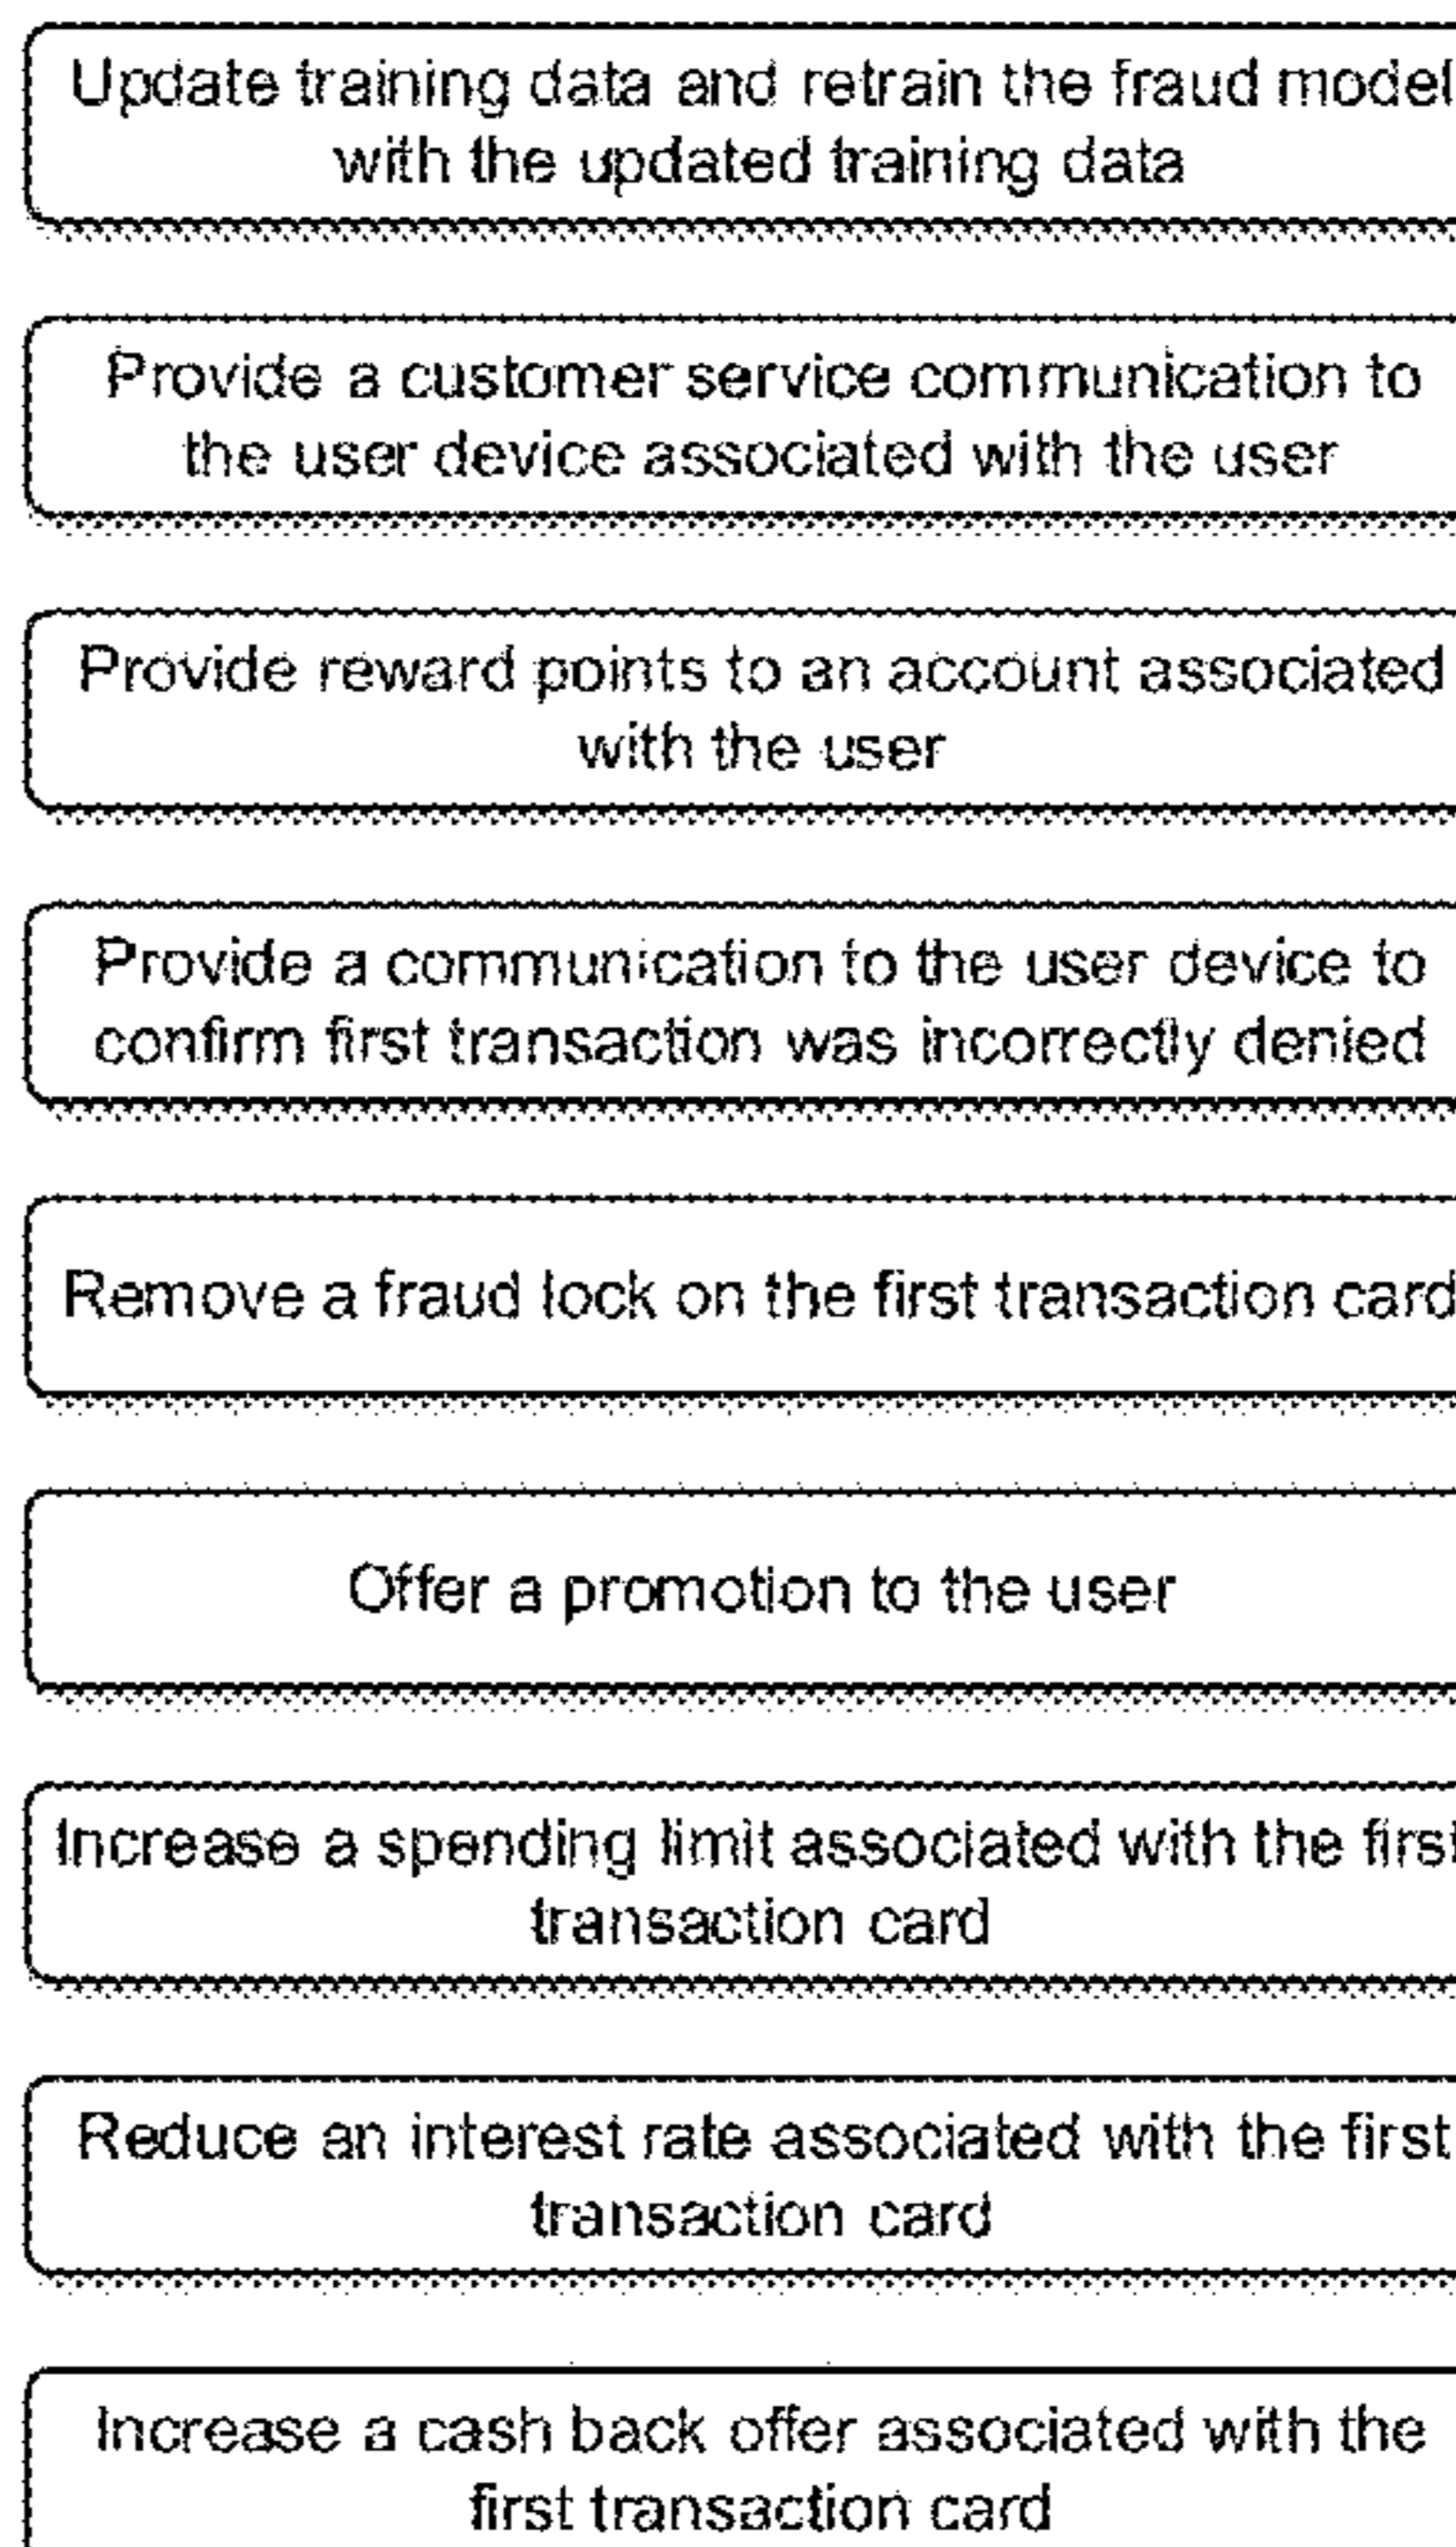 Update training data and retrain the fraud model
with the updated training data
Provide a customer service communication to
the user device associated with the user
Provide reward points to an account associated
with the user
Provide a communication to the user device to
confirm first transaction was incorrectly denied
Remove a fraud lock on the first transaction card
Offer a promotion to the user
Increase a spending limit associated with the first
transaction card
Reduce an interest rate associated with the first
transaction card
Increase a cash back offer associated with the
first transaction card